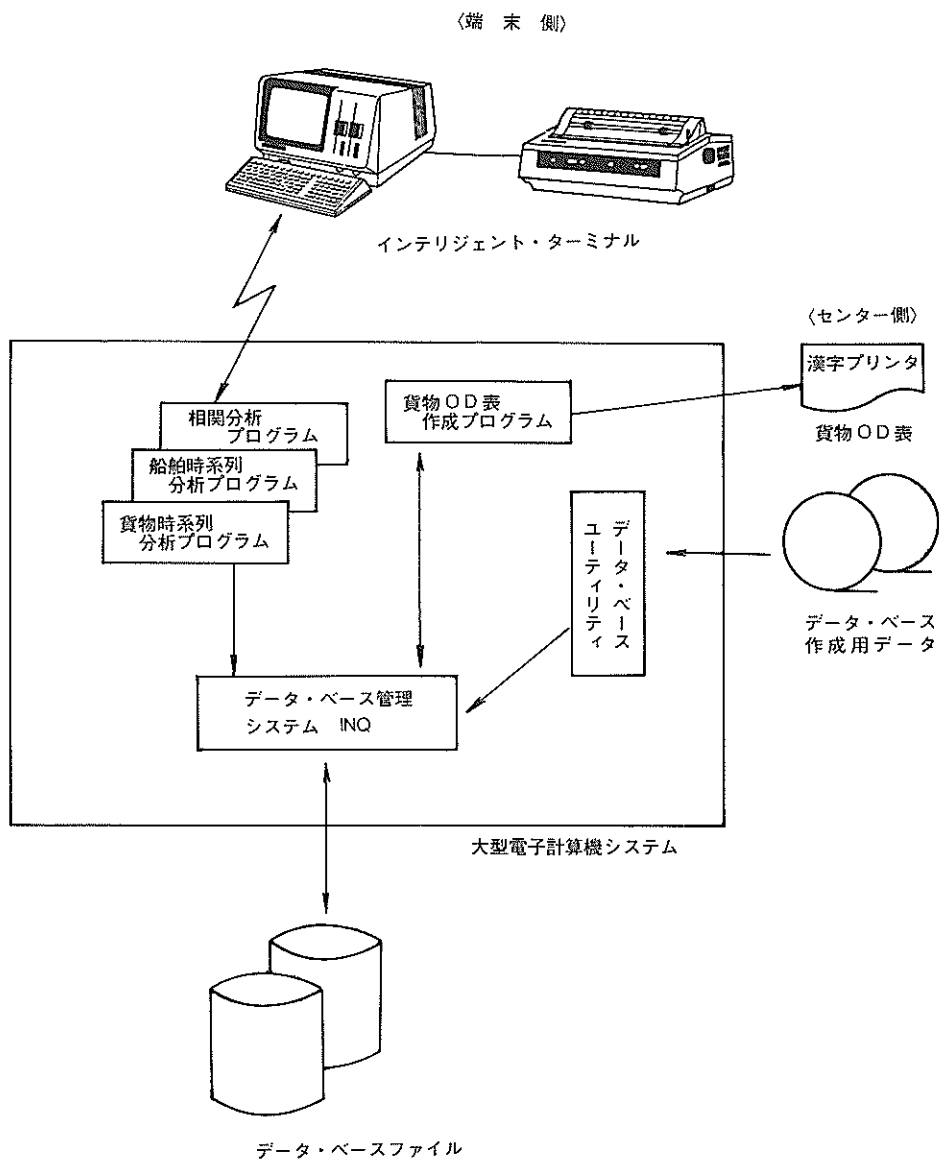 〈端 末 側〉
インテリジェント・ターミナル
〈センター側〉
漢字プリンタ
貨物OD表
相関分析
プログラム
船舶時系列
分析プログラム
貨物時系列
分析プログラム
貨物OD表
作成プログラム
データ・ベース
ユーティリティ
データ・ベース
作成用データ
データ・ベース管理
システム INQ
大型電子計算機システム
データ・ベースファイル